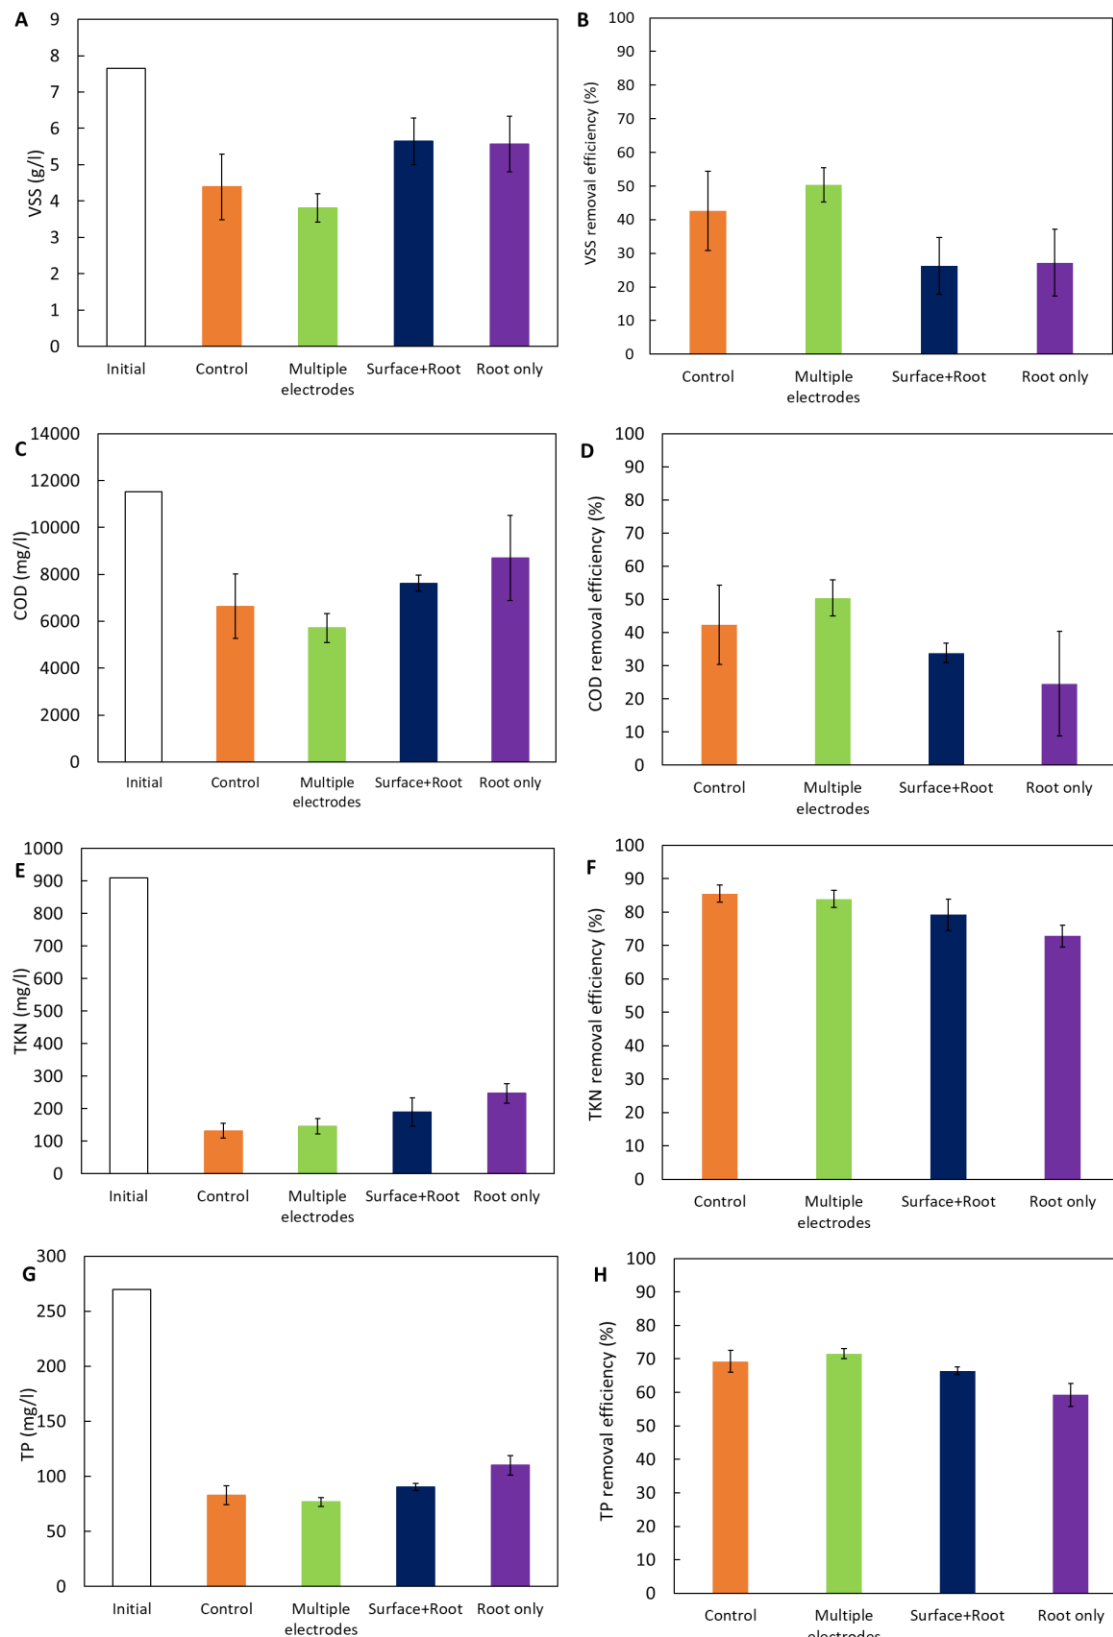 A
VSS (g/l)
9
8
7
6
5
4
3
2
1
0
Initial
Control
Multiple
electrodes
Surface+Root
Root only
B
VSS removal efficiency (%)
100
90
80
70
60
50
40
30
20
10
0
Control
Multiple
electrodes
Surface+Root
Root only
C
COD (mg/l)
14000
12000
10000
8000
6000
4000
2000
0
Initial
Control
Multiple
electrodes
Surface+Root
Root only
D
COD removal efficiency (%)
100
90
80
70
60
50
40
30
20
10
0
Control
Multiple
electrodes
Surface+Root
Root only
E
TKN (mg/l)
1000
900
800
700
600
500
400
300
200
100
0
Initial
Control
Multiple
electrodes
Surface+Root
Root only
F
TKN removal efficiency (%)
100
90
80
70
60
50
40
30
20
10
0
Control
Multiple
electrodes
Surface+Root
Root only
G
TP (mg/l)
300
250
200
150
100
50
0
Initial
Control
Multiple
electrodes
Surface+Root
Root only
H
TP removal efficiency (%)
100
90
80
70
60
50
40
30
20
10
0
Control
Multiple
electrodes
Surface+Root
Root only